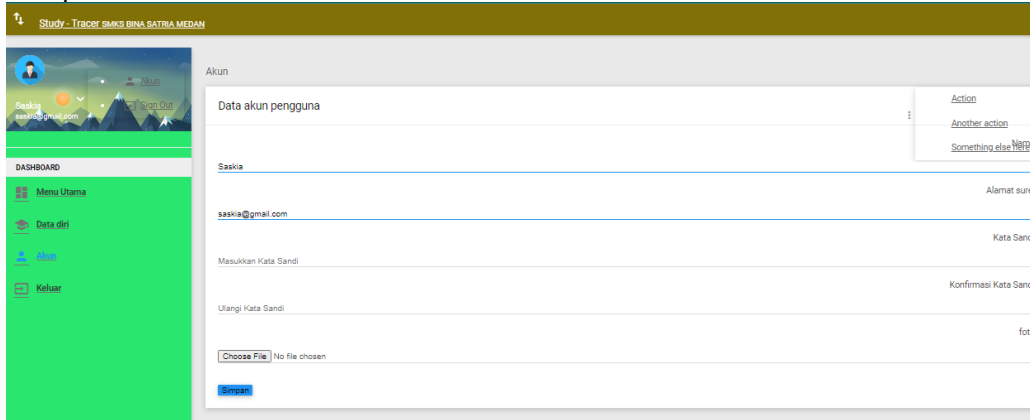 Study - Tracer SMKS BINA SATRIA MEDAN
Akun
Sign Out
Saskia
saskia@gmail.com
DASHBOARD
Menu Utama
Data diri
Akun
Keluar
Akun
Data akun pengguna
Action
Another action
Something else here
Nam
Saskia
Alamat sure
saskia@gmail.com
Kata Sand
Masukkan Kata Sandi
Konfirmasi Kata Sand
Ulangi Kata Sandi
fot
Choose File No file chosen
Simpan